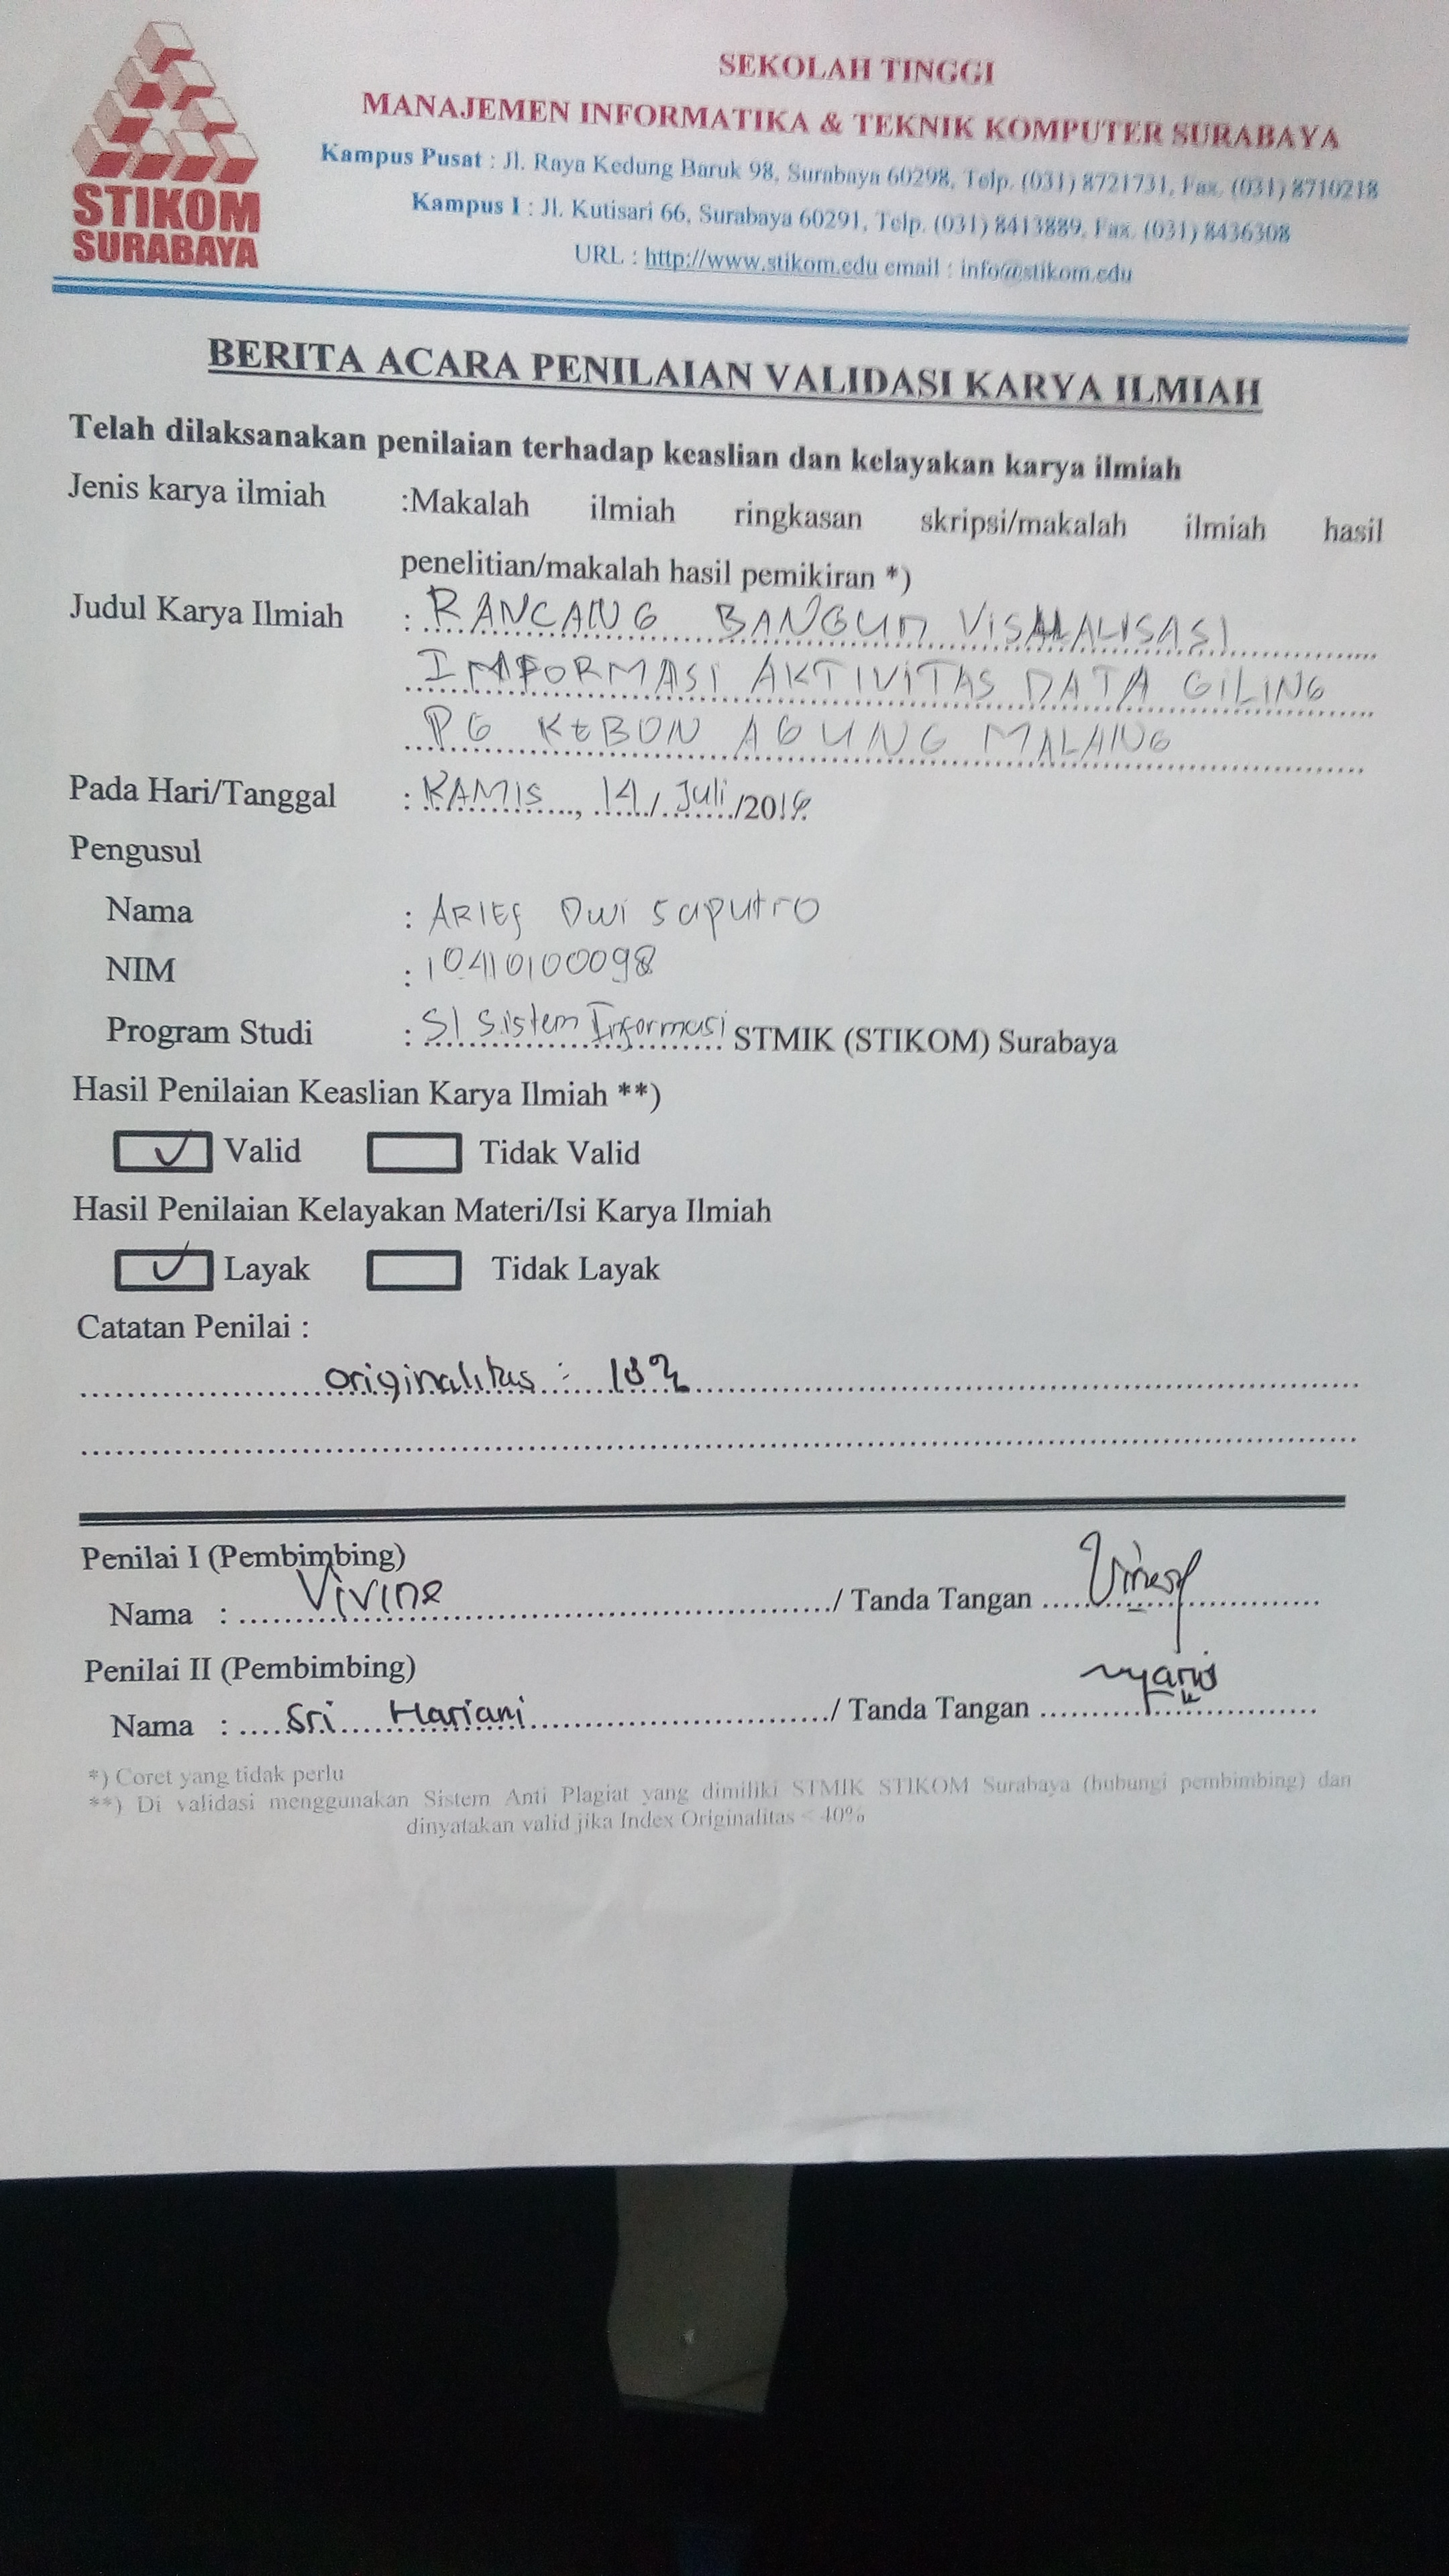 STIKOM
SURABAYA
SEKOLAH TINGGI
MANAJEMEN INFORMATIKA & TEKNIK KOMPUTER SURABAYA
Kampus Pusat : Jl. Raya Kedung Baruk 98, Surabaya 60298, Telp. (031) 8721731, Fax. (031) 8710218
Kampus I : Jl. Kutisari 66, Surabaya 60291, Telp. (031) 8413889, Fax. (031) 8436308
URL : http://www.stikom.edu email : info@stikom.edu
BERITA ACARA PENILAIAN VALIDASI KARYA ILMIAH
Telah dilaksanakan penilaian terhadap keaslian dan kelayakan karya ilmiah
Jenis karya ilmiah :Makalah ilmiah ringkasan skripsi/makalah ilmiah hasil
penelitian/makalah hasil pemikiran *)
Judul Karya Ilmiah : RANCANG BANGUN
INFORMASI AKTIVITAS DATA GILING
PG KEBON AGUNG MALANG
Pada Hari/Tanggal : KAMIS, 14/Juli/2016
Pengusul
Nama : ARIEf Dwi Saputro
NIM : 10410100098
Program Studi : S1 Sistem Informasi STMIK (STIKOM) Surabaya
Hasil Penilaian Keaslian Karya Ilmiah **)
✓ Valid Tidak Valid
Hasil Penilaian Kelayakan Materi/Isi Karya Ilmiah
✓ Layak Tidak Layak
Catatan Penilai :
originalitas :
Penilai I (Pembimbing)
Nama : Vivine / Tanda Tangan
Penilai II (Pembimbing)
Nama : Sri Hariani / Tanda Tangan
*) Coret yang tidak perlu
**) Di validasi menggunakan Sistem Anti Plagiat yang dimiliki STMIK STIKOM Surabaya (hubungi pembimbing) dan
dinyatakan valid jika Index Originalitas < 40%